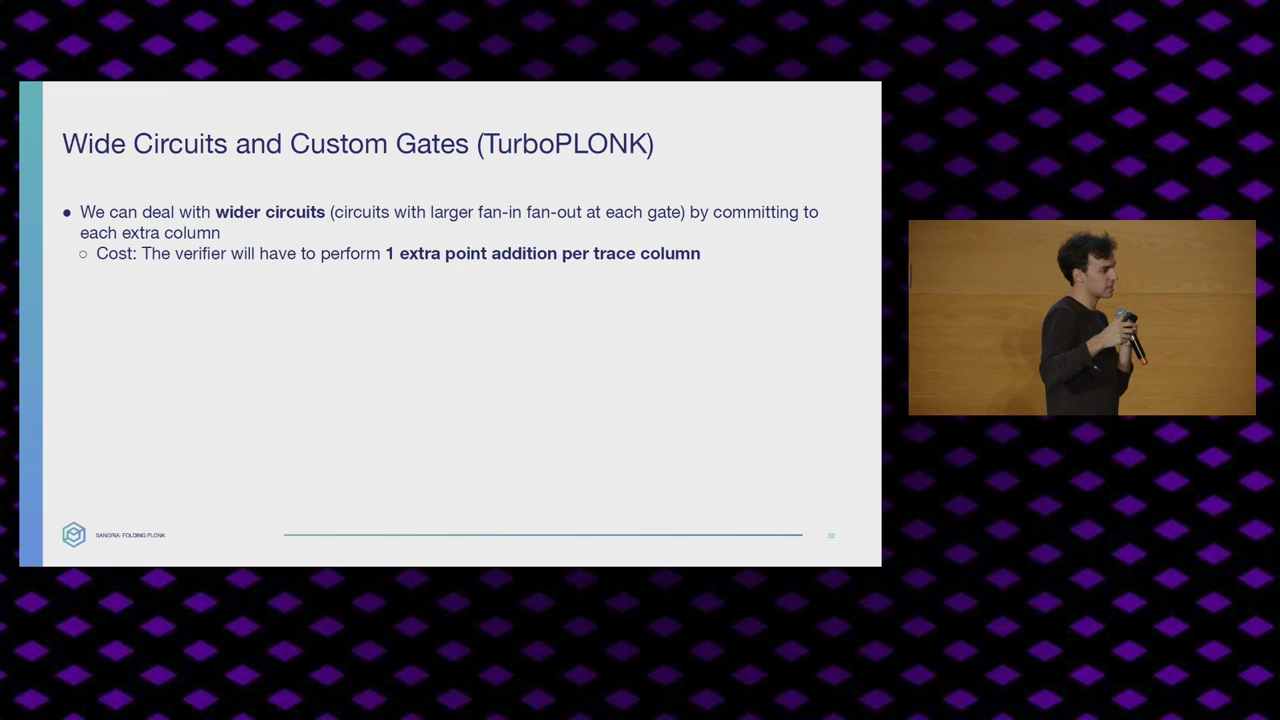 Wide Circuits and Custom Gates (TurboPLONK)
● We can deal with wider circuits (circuits with larger fan-in fan-out at each gate) by committing to
each extra column
○ Cost: The verifier will have to perform 1 extra point addition per trace column
SANGRIA: FOLDING PLONK
32